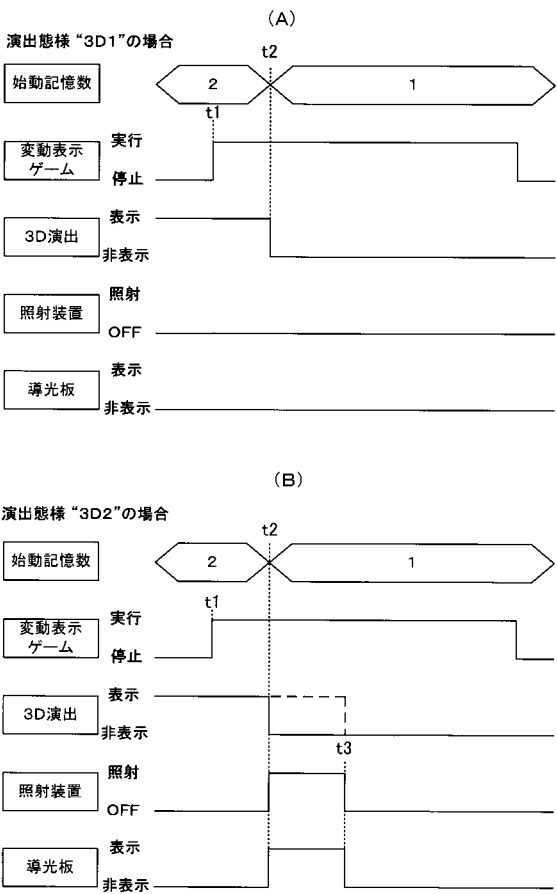 (A)
演出態様 “3D1”の場合
t2
始動記憶数
2
1
t1
変動表示
ゲーム
実行
停止
3D演出
表示
非表示
照射装置
照射
OFF
導光板
表示
非表示
(B)
演出態様 “3D2”の場合
t2
始動記憶数
2
1
t1
変動表示
ゲーム
実行
停止
3D演出
表示
非表示
t3
照射装置
照射
OFF
導光板
表示
非表示